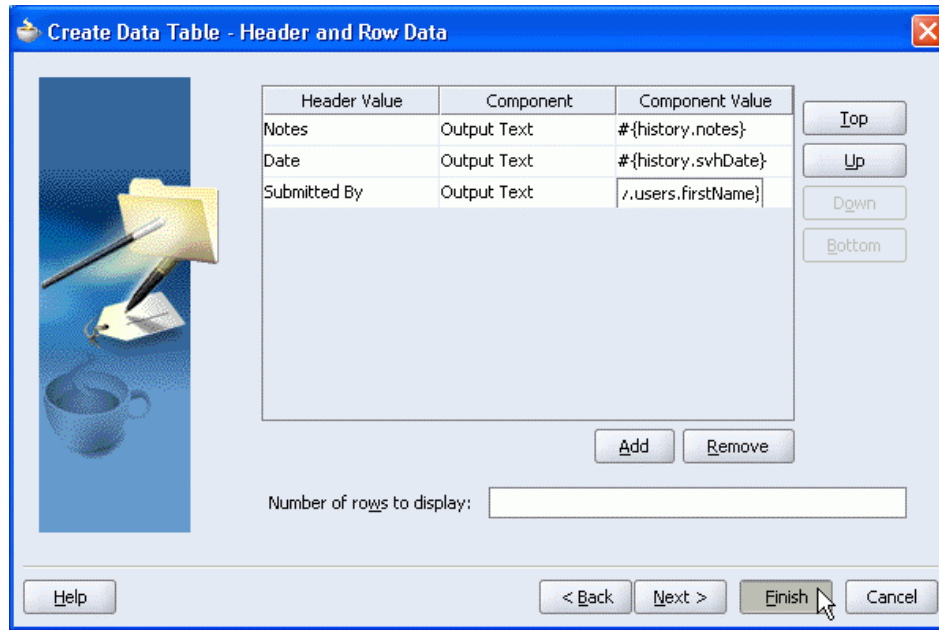 Create Data Table - Header and Row Data
Header Value Component Component Value
Notes Output Text #{history.notes}
Date Output Text #{history.svhDate}
Submitted By Output Text y.users.firstName}
Top
Up
Down
Bottom
Add Remove
Number of rows to display:
Help < Back Next > Finish Cancel